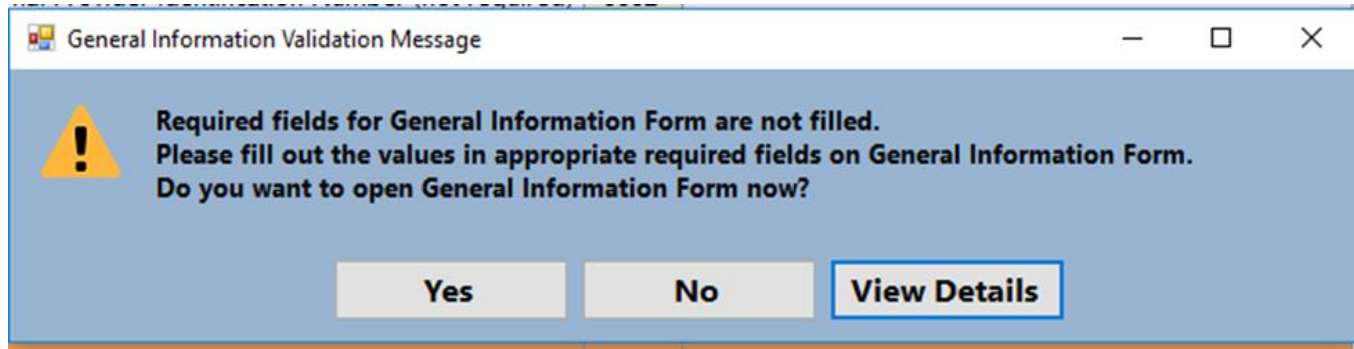 General Information Validation Message
Required fields for General Information Form are not filled.
Please fill out the values in appropriate required fields on General Information Form.
Do you want to open General Information Form now?
Yes No View Details